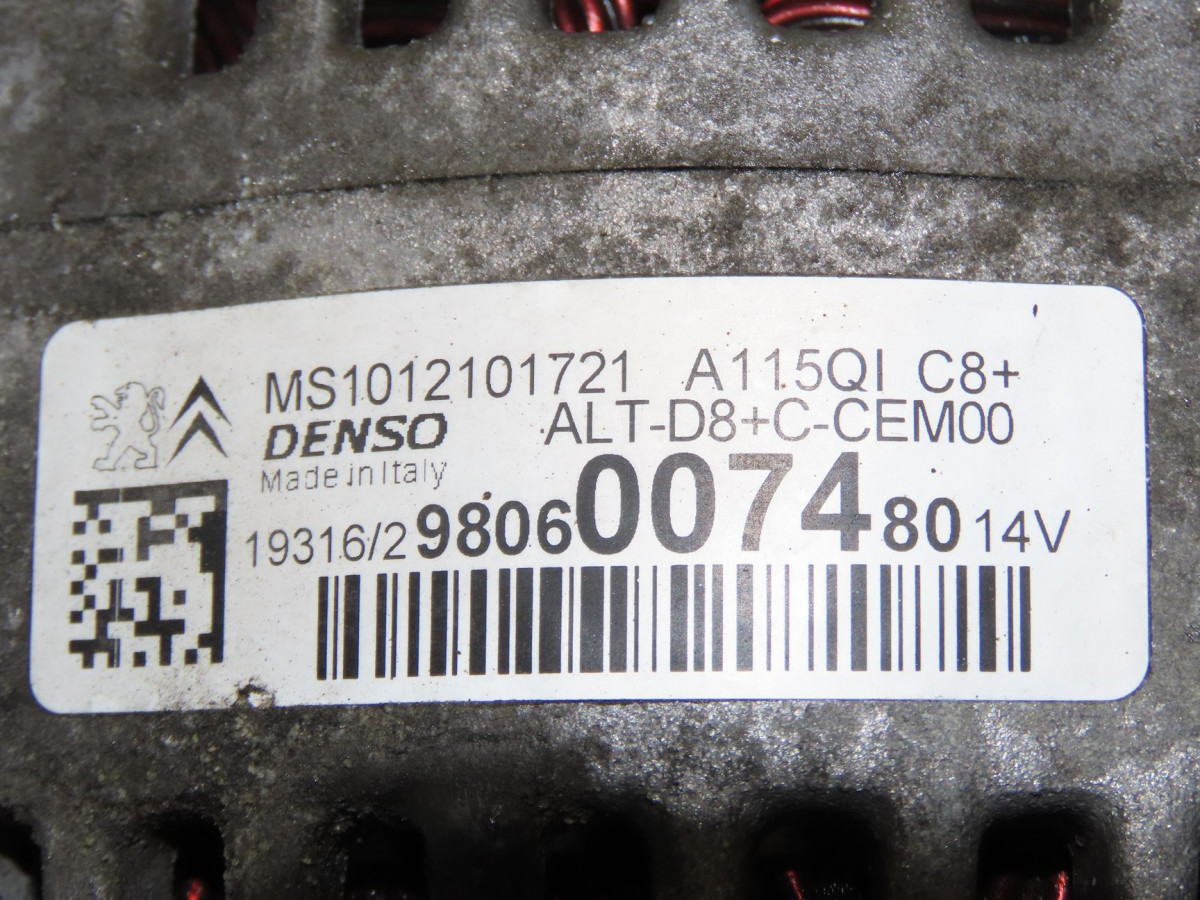 MS1012101721 A115QI C8+
DENSO ALT-D8+C-CEM00
Made in Italy
19316/2 9806007480 14V